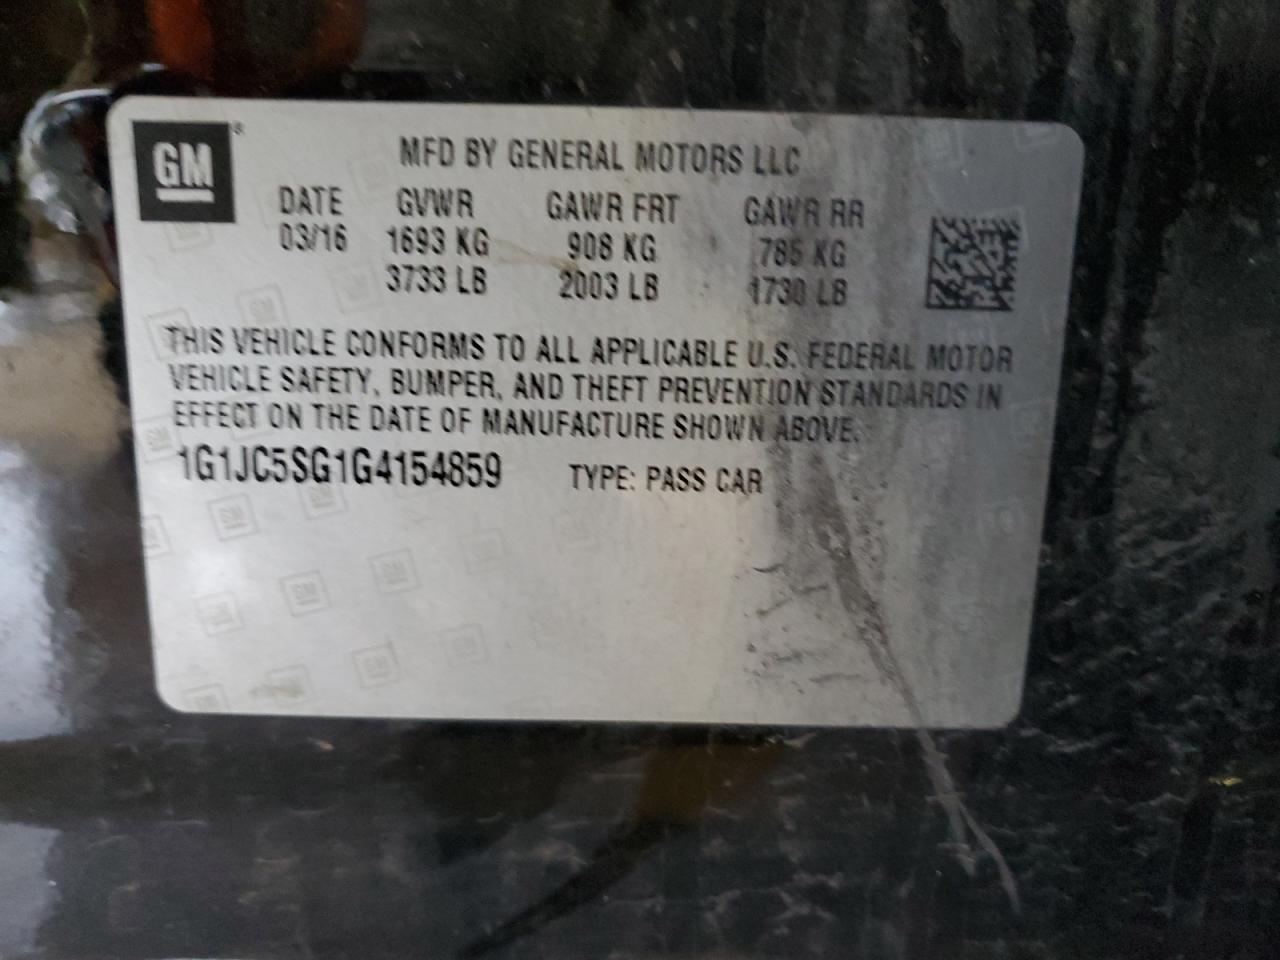 GM®
MFD BY GENERAL MOTORS LLC
DATE GVWR GAWR FRT GAWR RR
03/16 1693 KG 908 KG 785 KG
3733 LB 2003 LB 1730 LB
THIS VEHICLE CONFORMS TO ALL APPLICABLE U.S. FEDERAL MOTOR
VEHICLE SAFETY, BUMPER, AND THEFT PREVENTION STANDARDS IN
EFFECT ON THE DATE OF MANUFACTURE SHOWN ABOVE.
1G1JC5SG1G4154859 TYPE: PASS CAR